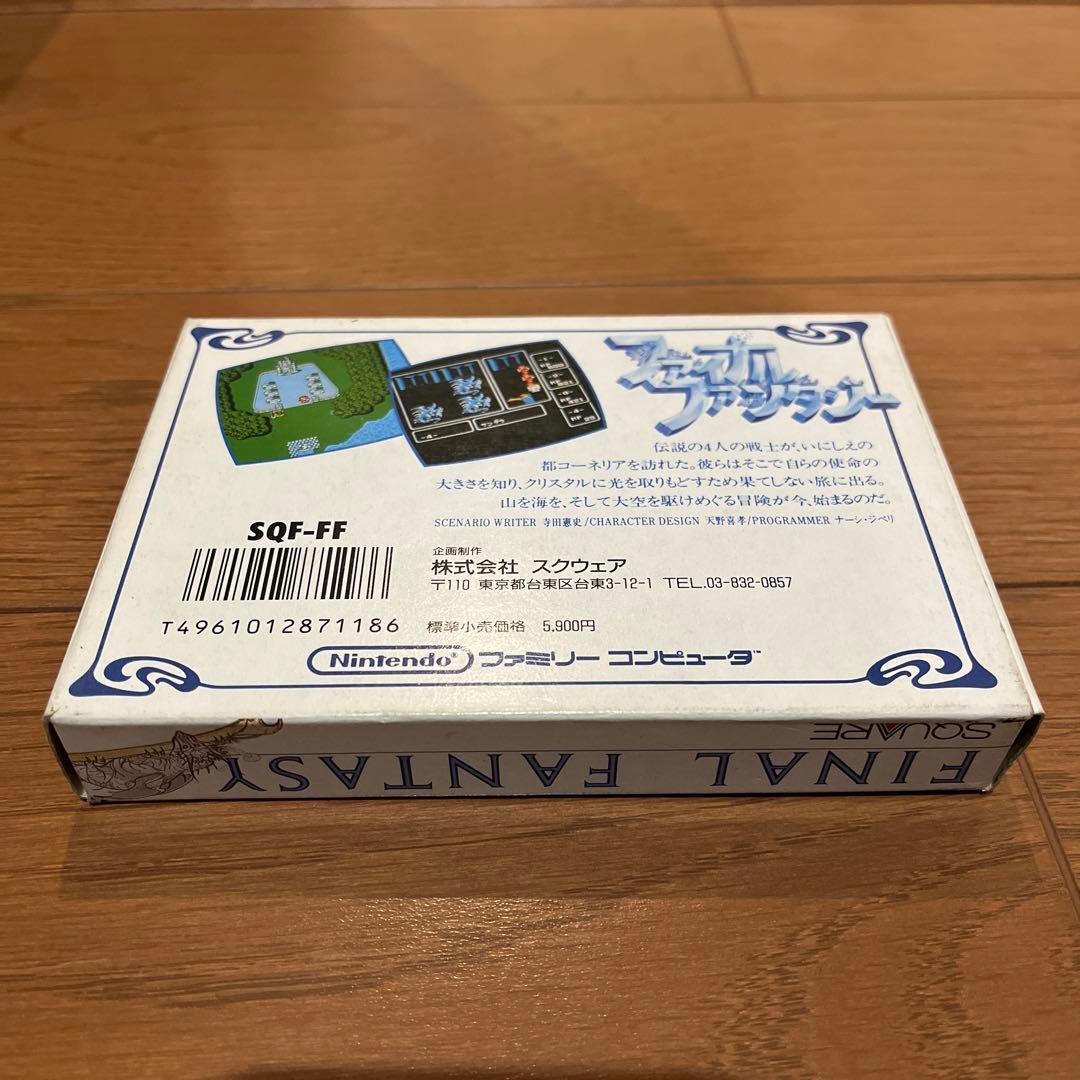 ファイナル
ファンタジー
伝説の4人の戦士が、いにしえの
都コーネリアを訪れた。彼らはそこで自らの使命の
大きさを知り、クリスタルに光を取りもどすため果てしない旅に出る。
山を海を、そして大空を駆けめぐる冒険が今、始まるのだ。
SCENARIO WRITER 寺田憲史/CHARACTER DESIGN 天野喜孝/PROGRAMMER ナーシ・ジベリ
SQF-FF
企画制作
株式会社 スクウェア
〒110 東京都台東区台東3-12-1 TEL.03-832-0857
T4961012871186
標準小売価格 5,900円
Nintendo® ファミリー コンピュータ™
SQUARE
FINAL FANTASY®